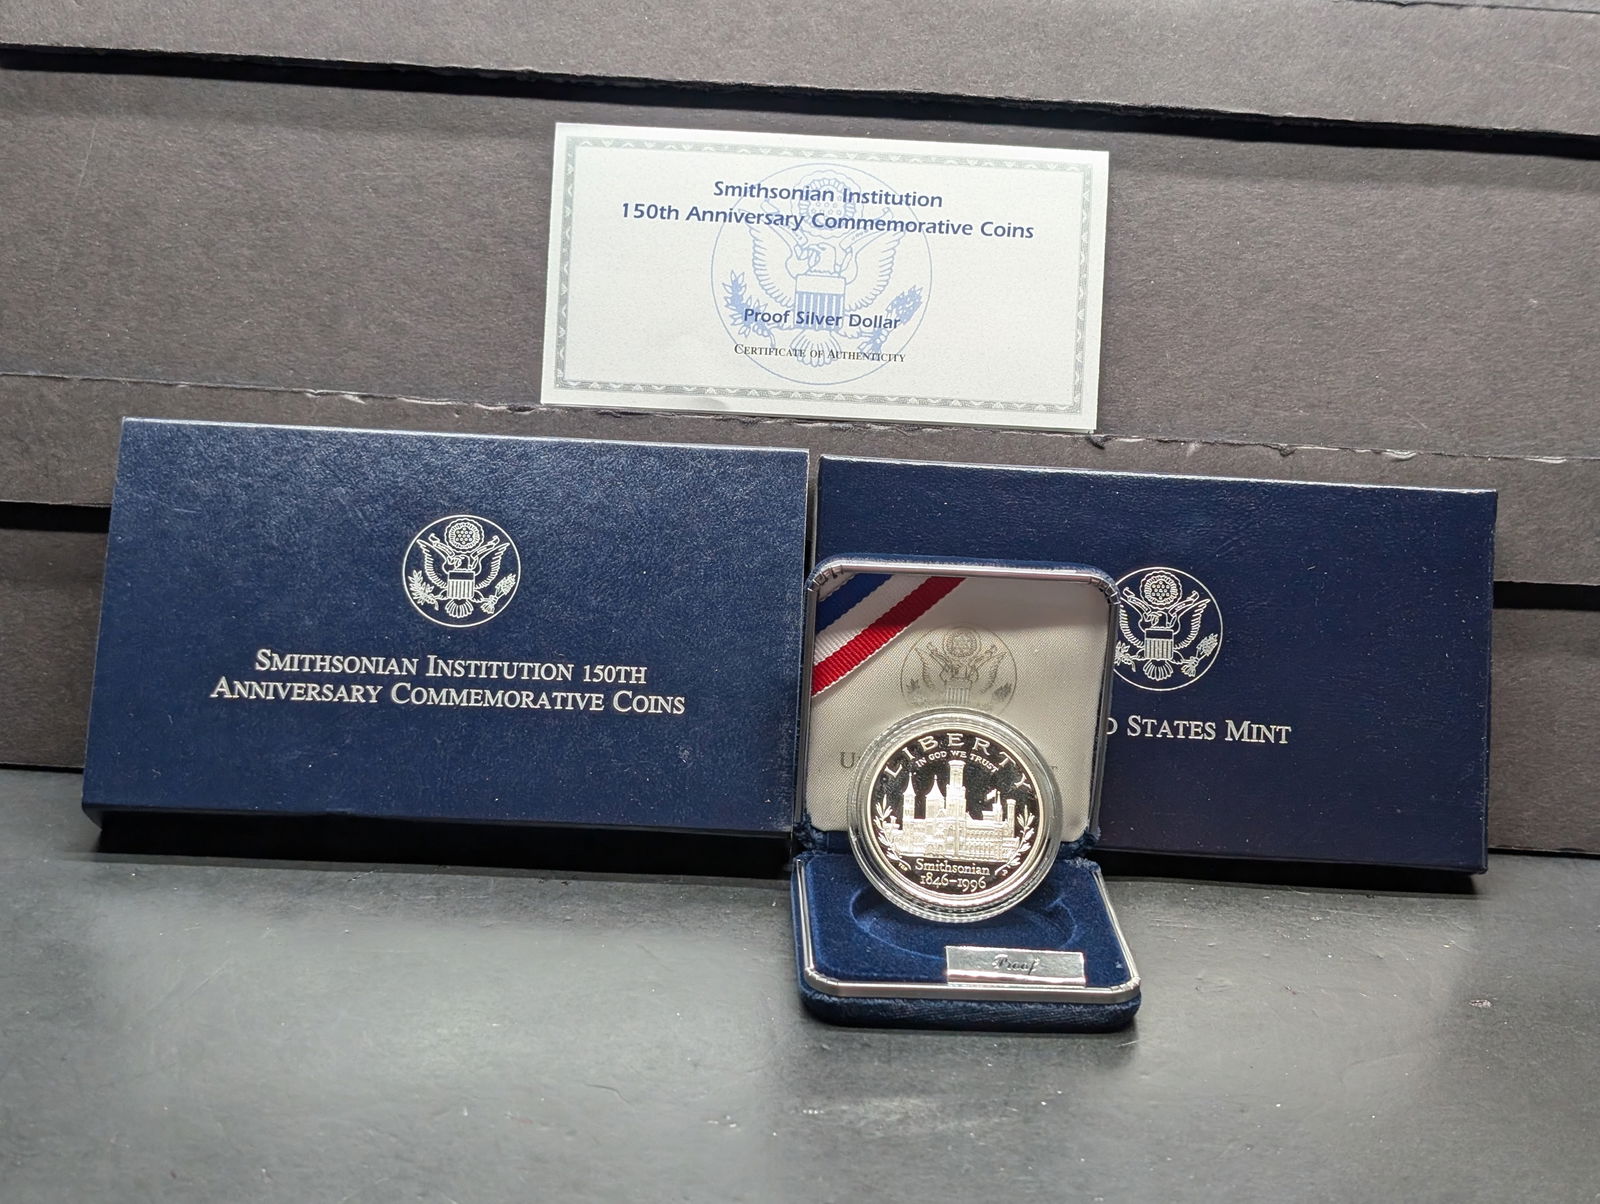 Smithsonian Institution
150th Anniversary Commemorative Coins
Proof Silver Dollar
CERTIFICATE OF AUTHENTICITY
SMITHSONIAN INSTITUTION 150TH
ANNIVERSARY COMMEMORATIVE COINS
STATES MINT
LIBERTY
IN GOD WE TRUST
Smithsonian
1846-1996
Proof